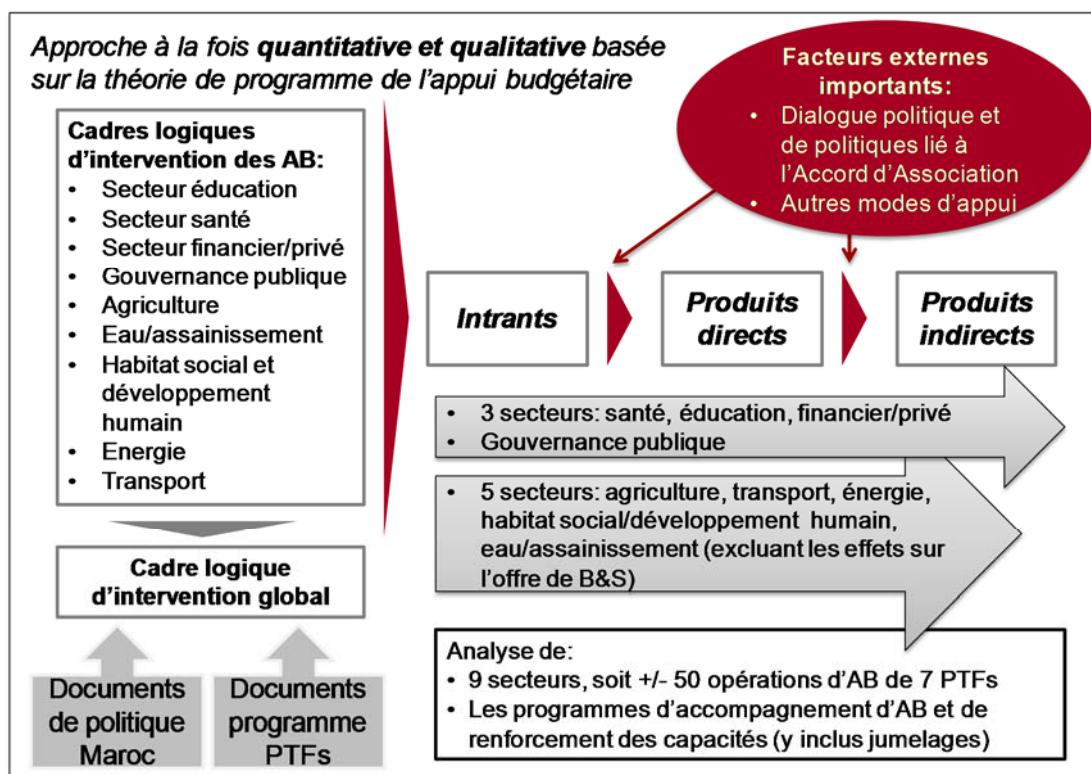 Approche à la fois quantitative et qualitative basée
sur la théorie de programme de l'appui budgétaire
Cadres logiques
d'intervention des AB:
• Secteur éducation
• Secteur santé
• Secteur financier/privé
• Gouvernance publique
• Agriculture
• Eau/assainissement
• Habitat social et
développement
humain
• Energie
• Transport
Cadre logique
d'intervention global
Documents
de politique
Maroc
Documents
programme
PTFs
Facteurs externes
importants:
• Dialogue politique et
de politiques lié à
l'Accord d'Association
• Autres modes d'appui
Intrants
Produits
directs
Produits
indirects
• 3 secteurs: santé, éducation, financier/privé
• Gouvernance publique
• 5 secteurs: agriculture, transport, énergie,
habitat social/développement humain,
eau/assainissement (excluant les effets sur
l'offre de B&S)
Analyse de:
• 9 secteurs, soit +/- 50 opérations d'AB de 7 PTFs
• Les programmes d'accompagnement d'AB et de
renforcement des capacités (y inclus jumelages)